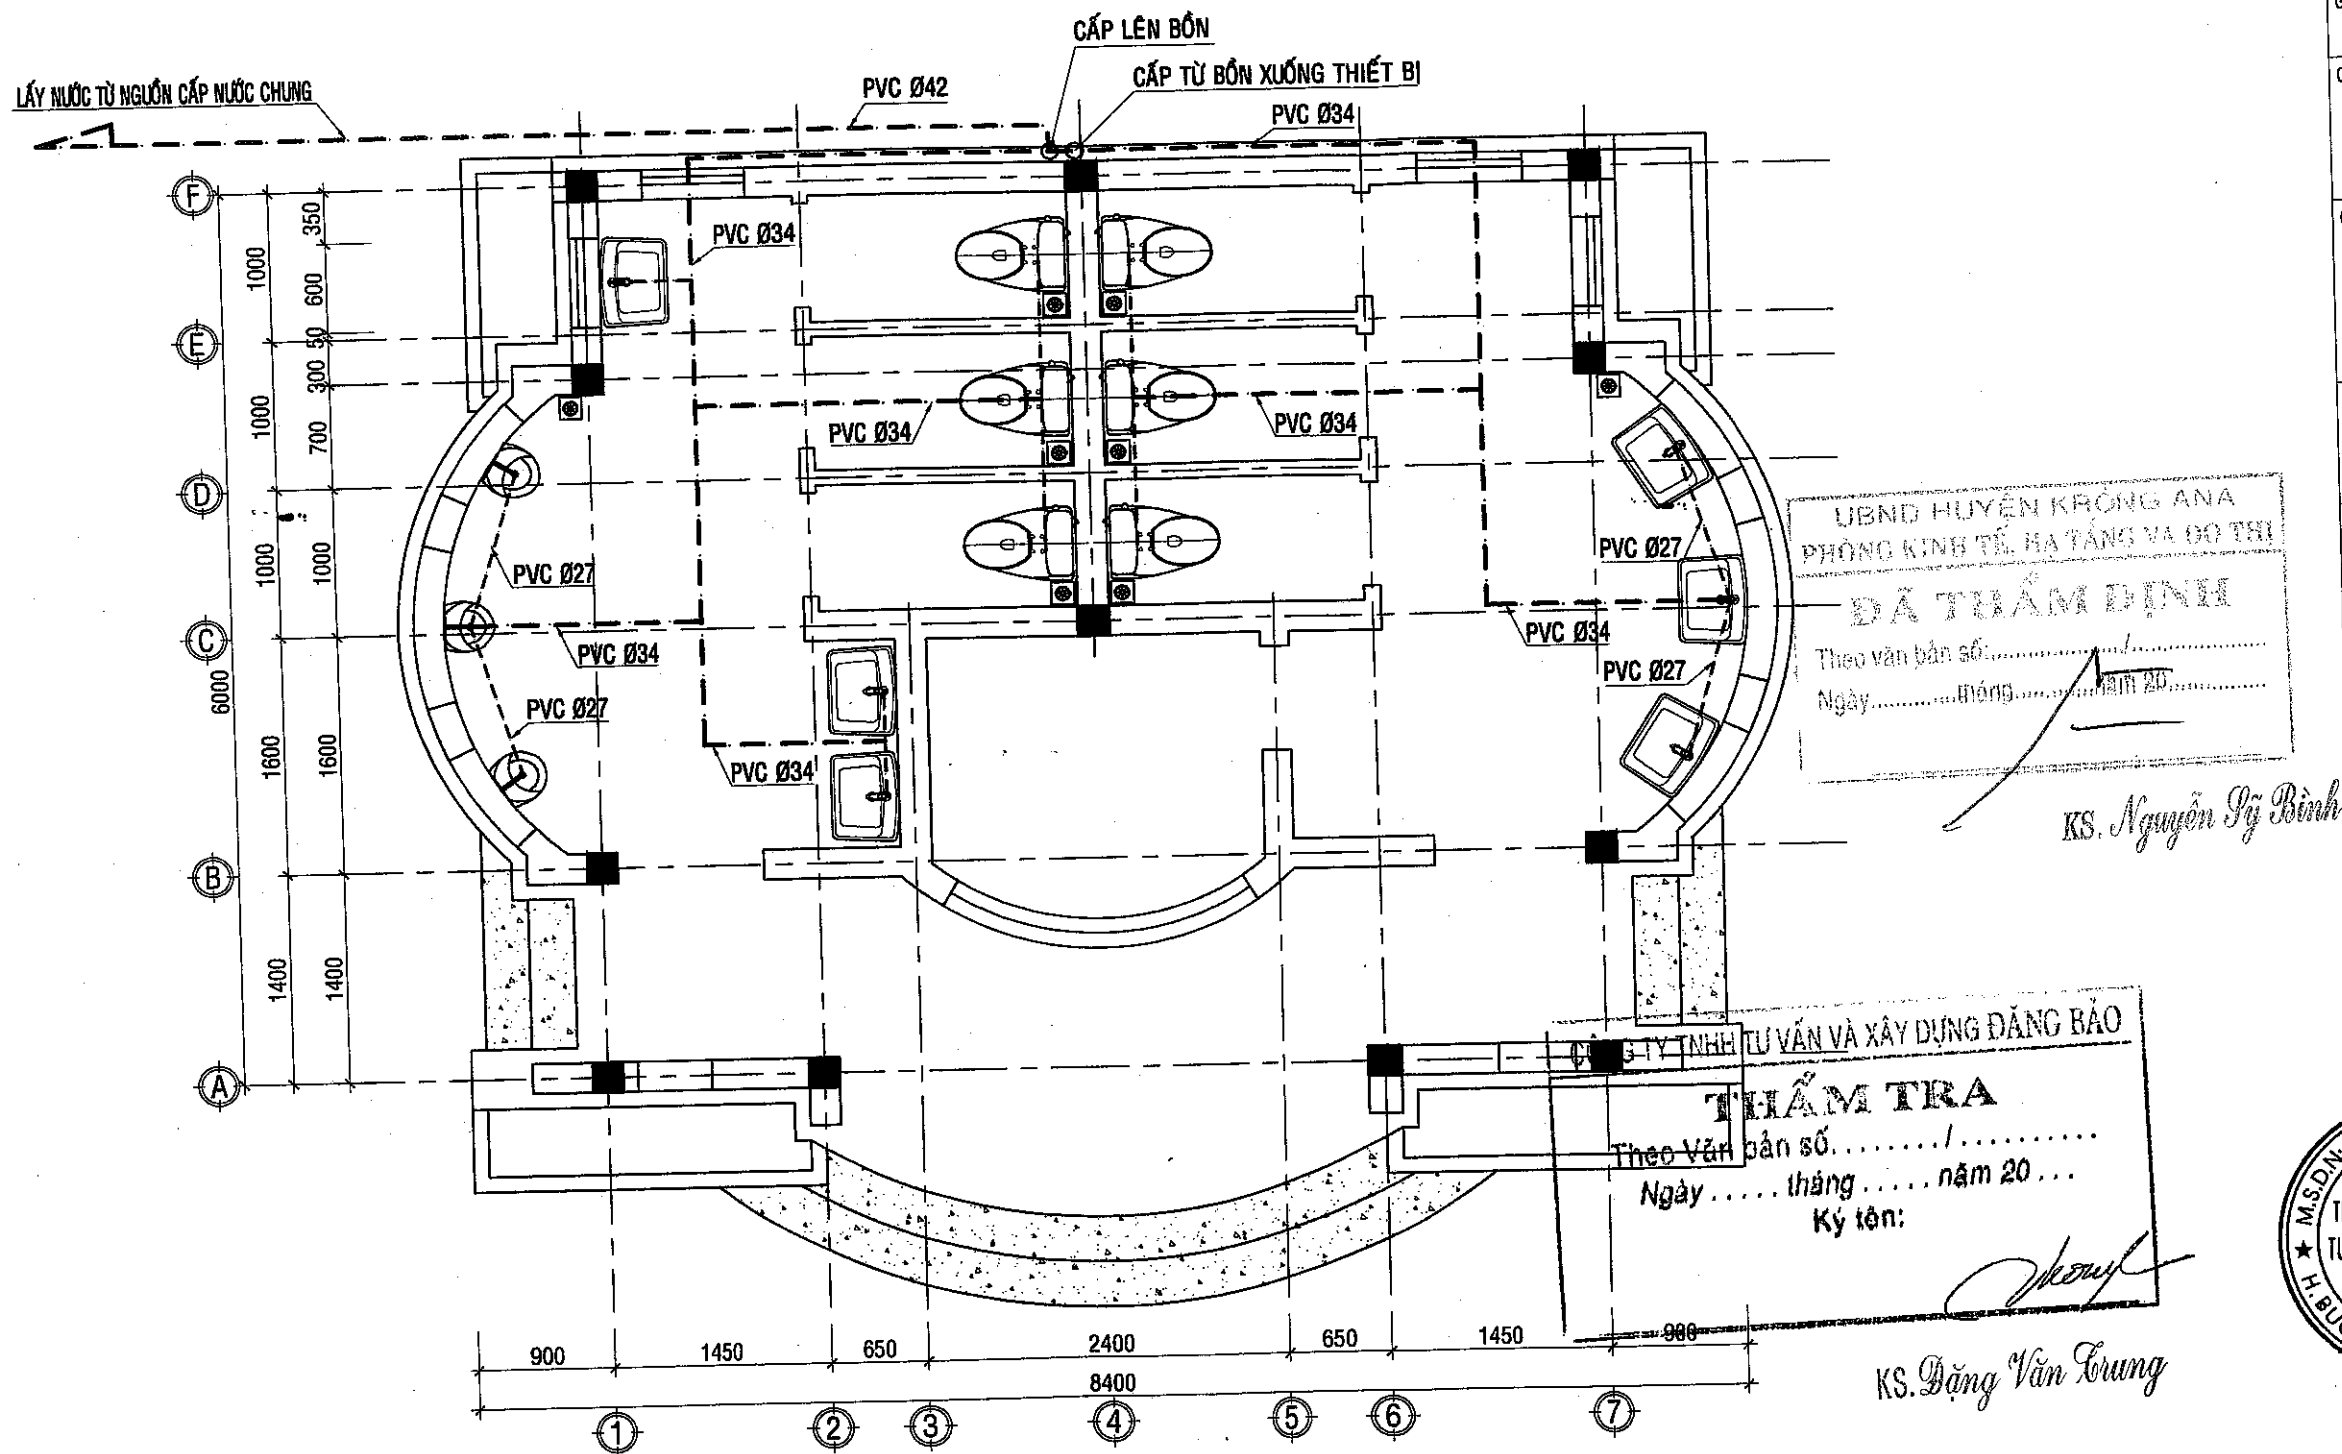 CẤP LÊN BỒN
CẤP TỪ BỒN XUỐNG THIẾT BỊ
LẤY NƯỚC TỪ NGUỒN CẤP NƯỚC CHUNG
PVC Ø42
PVC Ø34
PVC Ø34
PVC Ø34
PVC Ø34
PVC Ø27
PVC Ø27
PVC Ø34
PVC Ø34
PVC Ø27
PVC Ø27
PVC Ø34
PVC Ø34
F
E
D
C
B
A
350
600
50
300
700
1000
1600
1400
1000
1000
1000
1600
1400
6000
UBND HUYỆN KRÔNG ANA
PHÒNG KINH TẾ, HẠ TẦNG VÀ ĐÔ THỊ
ĐÃ THẨM ĐỊNH
Theo văn bản số:............../..............
Ngày............tháng............năm 20............
KS. Nguyễn Sỹ Bình
CÔNG TY TNHH TƯ VẤN VÀ XÂY DỰNG ĐĂNG BẢO
THẨM TRA
Theo Văn bản số........./...........
Ngày.....tháng.....năm 20...
Ký tên:
KS. Đặng Văn Trung
M.S.D.N
900
1450
650
2400
650
1450
900
8400
1
2
3
4
5
6
7